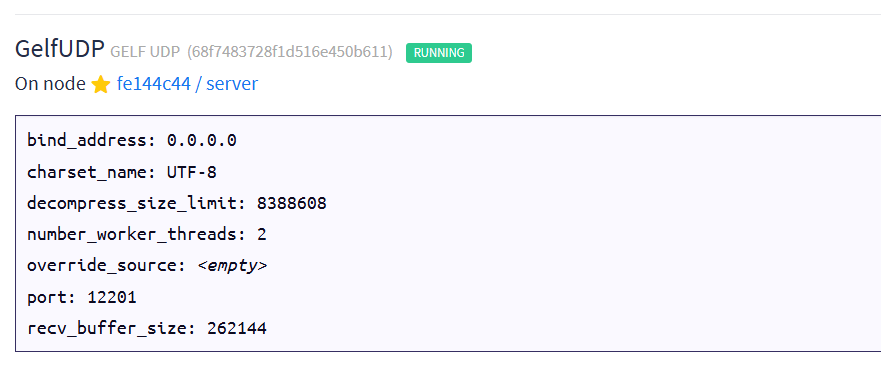 GelfUDP GELF UDP (68f7483728f1d516e450b611) RUNNING
On node fe144c44 / server
bind_address: 0.0.0.0
charset_name: UTF-8
decompress_size_limit: 8388608
number_worker_threads: 2
override_source: <empty>
port: 12201
recv_buffer_size: 262144